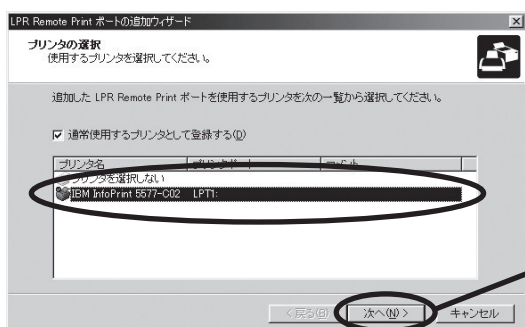 LPR Remote Print ポートの追加ウィザード
プリンタの選択
使用するプリンタを選択してください。
追加した LPR Remote Print ポートを使用するプリンタを次の一覧から選択してください。
通常使用するプリンタとして登録する(D)
プリンタ名
プリンタを選択しない
IBM InfoPrint 5577-C02 LPT1:
< 戻る(B) 次へ(N) > キャンセル